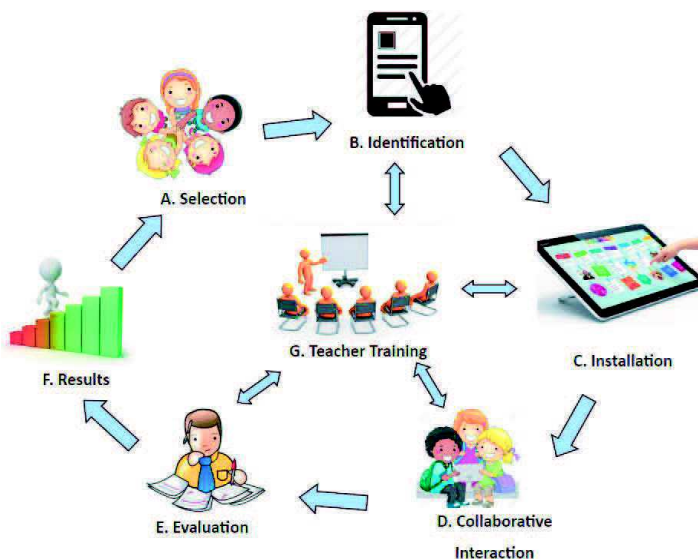 A. Selection
B. Identification
C. Installation
D. Collaborative
Interaction
E. Evaluation
F. Results
G. Teacher Training